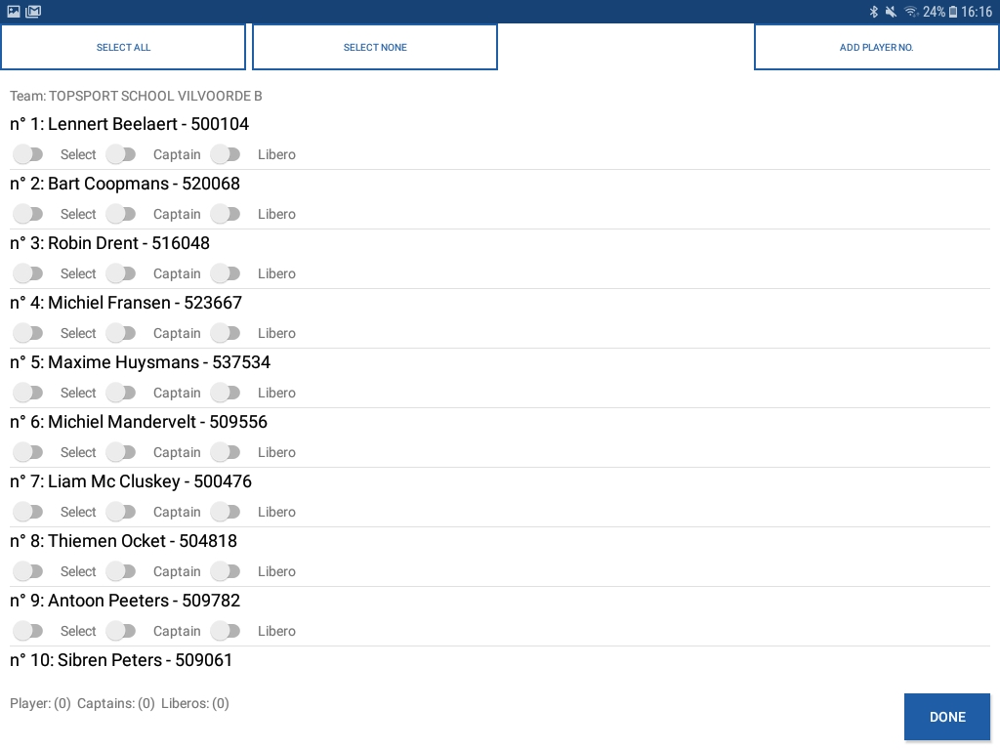 24% 16:16
SELECT ALL SELECT NONE ADD PLAYER NO.
Team: TOPSPORT SCHOOL VILVOORDE B
n° 1: Lennert Beelaert - 500104
Select Captain Libero
n° 2: Bart Coopmans - 520068
Select Captain Libero
n° 3: Robin Drent - 516048
Select Captain Libero
n° 4: Michiel Fransen - 523667
Select Captain Libero
n° 5: Maxime Huysmans - 537534
Select Captain Libero
n° 6: Michiel Mandervelt - 509556
Select Captain Libero
n° 7: Liam Mc Cluskey - 500476
Select Captain Libero
n° 8: Thiemen Ocket - 504818
Select Captain Libero
n° 9: Antoon Peeters - 509782
Select Captain Libero
n° 10: Sibren Peters - 509061
Player: (0) Captains: (0) Liberos: (0)
DONE